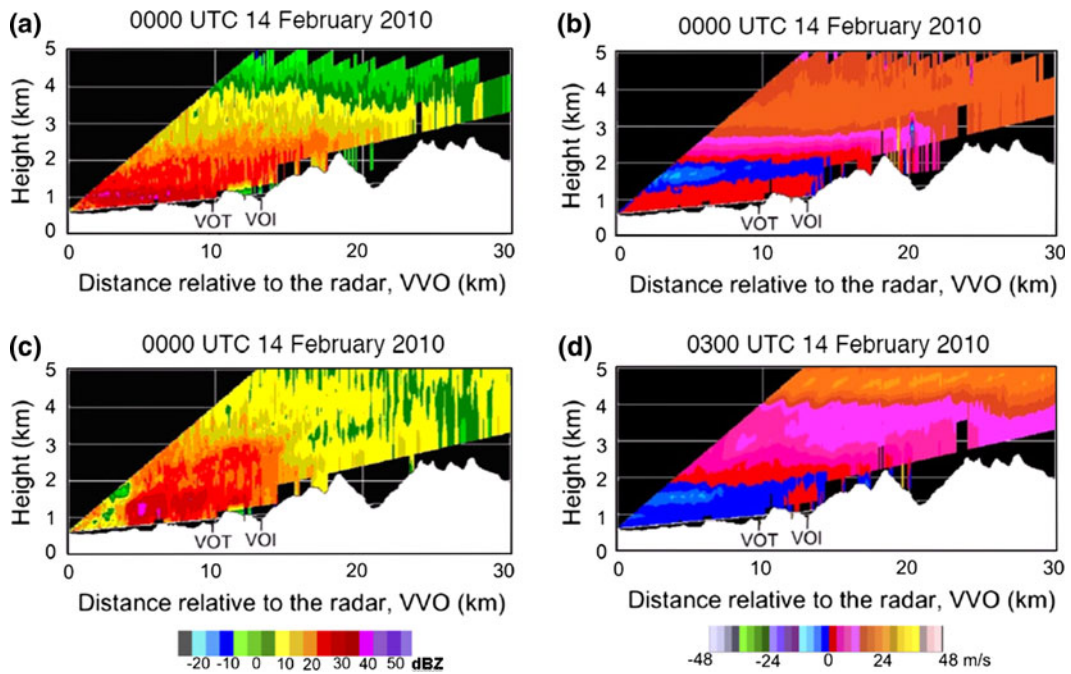 (a) 0000 UTC 14 February 2010
5
4
3
2
1
0
Height (km)
VOT VOI
0 10 20 30
Distance relative to the radar, VVO (km)
(b) 0000 UTC 14 February 2010
5
4
3
2
1
0
Height (km)
VOT VOI
0 10 20 30
Distance relative to the radar, VVO (km)
(c) 0000 UTC 14 February 2010
5
4
3
2
1
0
Height (km)
VOT VOI
0 10 20 30
Distance relative to the radar, VVO (km)
-20 -10 0 10 20 30 40 50 dBZ
(d) 0300 UTC 14 February 2010
5
4
3
2
1
0
Height (km)
VOT VOI
0 10 20 30
Distance relative to the radar, VVO (km)
-48 -24 0 24 48 m/s